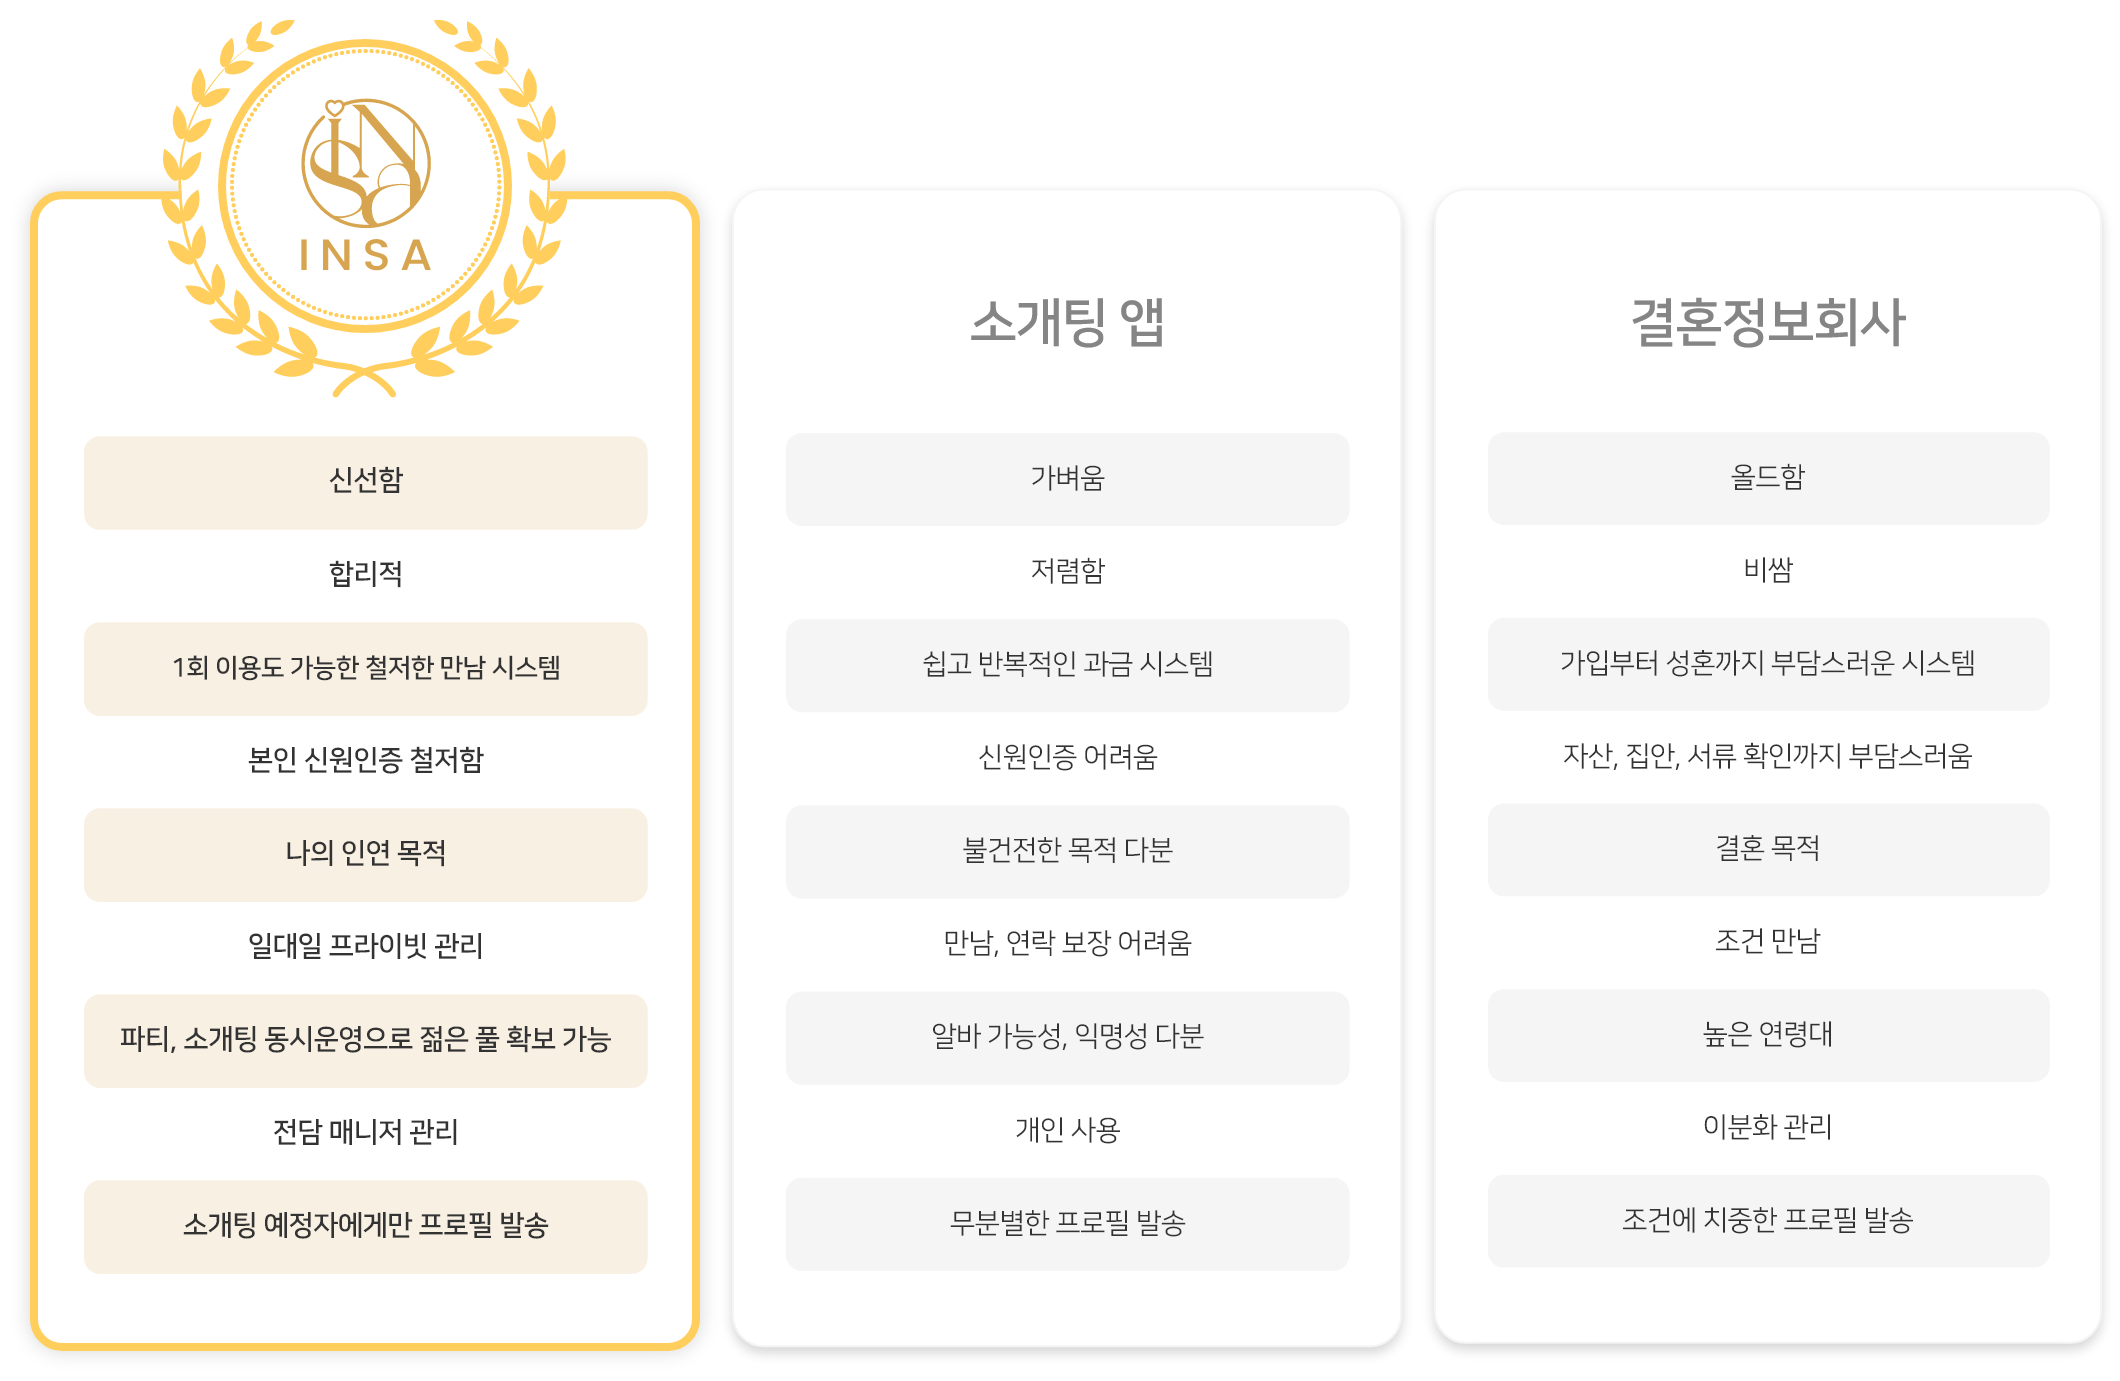 INSA
INSA
신선함
합리적
1회 이용도 가능한 철저한 만남 시스템
본인 신원인증 철저함
나의 인연 목적
일대일 프라이빗 관리
파티, 소개팅 동시운영으로 젊은 풀 확보 가능
전담 매니저 관리
소개팅 예정자에게만 프로필 발송
소개팅 앱
가벼움
저렴함
쉽고 반복적인 과금 시스템
신원인증 어려움
불건전한 목적 다분
만남, 연락 보장 어려움
알바 가능성, 익명성 다분
개인 사용
무분별한 프로필 발송
결혼정보회사
올드함
비쌈
가입부터 성혼까지 부담스러운 시스템
자산, 집안, 서류 확인까지 부담스러움
결혼 목적
조건 만남
높은 연령대
이분화 관리
조건에 치중한 프로필 발송